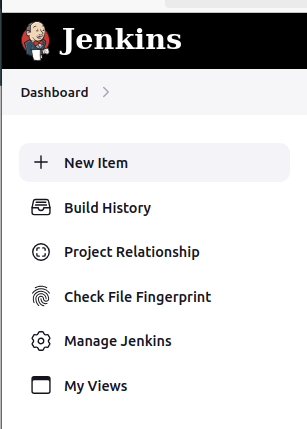 Jenkins
Dashboard
New Item
Build History
Project Relationship
Check File Fingerprint
Manage Jenkins
My Views